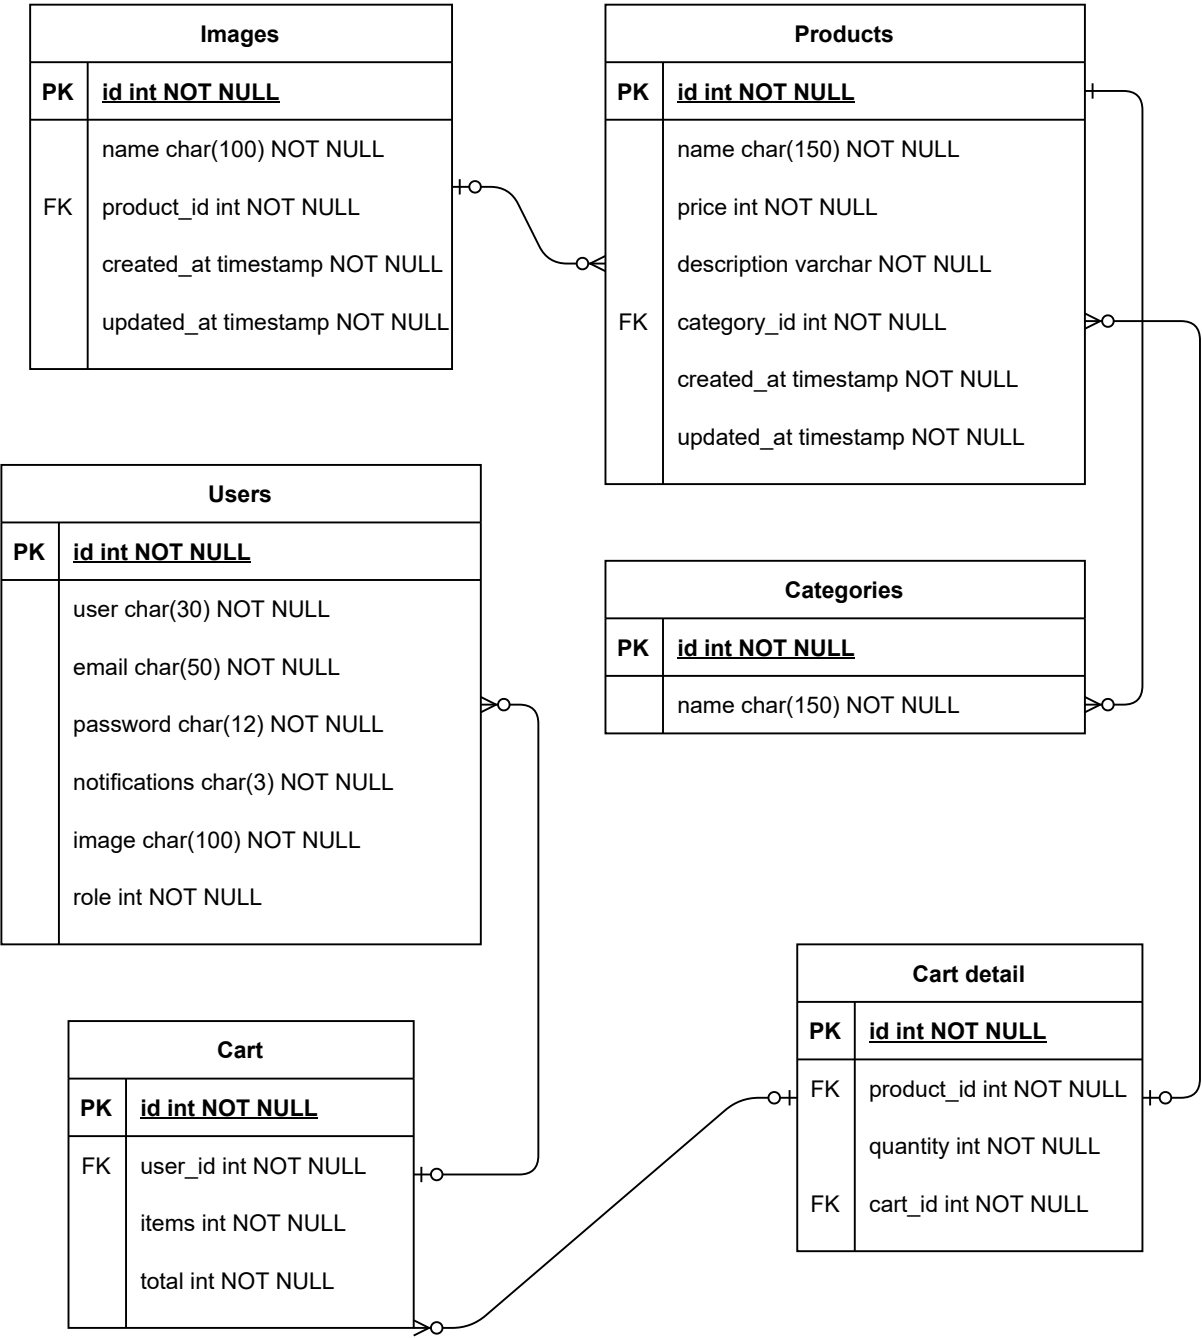 Images
PK id int NOT NULL
name char(100) NOT NULL
FK product_id int NOT NULL
created_at timestamp NOT NULL
updated_at timestamp NOT NULL
Products
PK id int NOT NULL
name char(150) NOT NULL
price int NOT NULL
description varchar NOT NULL
FK category_id int NOT NULL
created_at timestamp NOT NULL
updated_at timestamp NOT NULL
Users
PK id int NOT NULL
user char(30) NOT NULL
email char(50) NOT NULL
password char(12) NOT NULL
notifications char(3) NOT NULL
image char(100) NOT NULL
role int NOT NULL
Categories
PK id int NOT NULL
name char(150) NOT NULL
Cart
PK id int NOT NULL
FK user_id int NOT NULL
items int NOT NULL
total int NOT NULL
Cart detail
PK id int NOT NULL
FK product_id int NOT NULL
quantity int NOT NULL
FK cart_id int NOT NULL